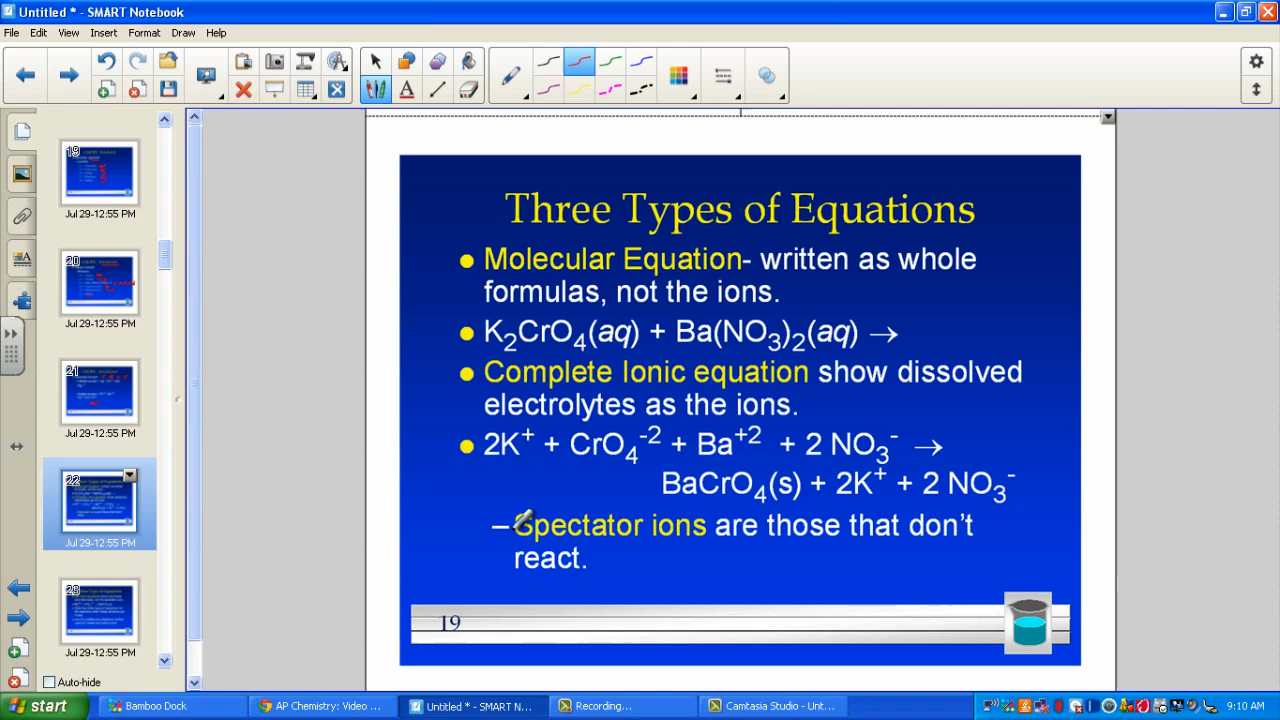 Untitled * - SMART Notebook
File Edit View Insert Format Draw Help
19
Jul 29-12:55 PM
20
Jul 29-12:55 PM
21
Jul 29-12:55 PM
22
Jul 29-12:55 PM
23
Jul 29-12:55 PM
Auto-hide
Three Types of Equations
● Molecular Equation- written as whole
formulas, not the ions.
● K₂CrO₄(aq) + Ba(NO₃)₂(aq) →
● Complete Ionic equation show dissolved
electrolytes as the ions.
● 2K⁺ + CrO₄⁻² + Ba⁺² + 2 NO₃⁻ →
BaCrO₄(s) + 2K⁺ + 2 NO₃⁻
– Spectator ions are those that don't
react.
19
start Bamboo Dock AP Chemistry: Video ... Untitled * - SMART N... Recording... Camtasia Studio - Unt... 9:10 AM